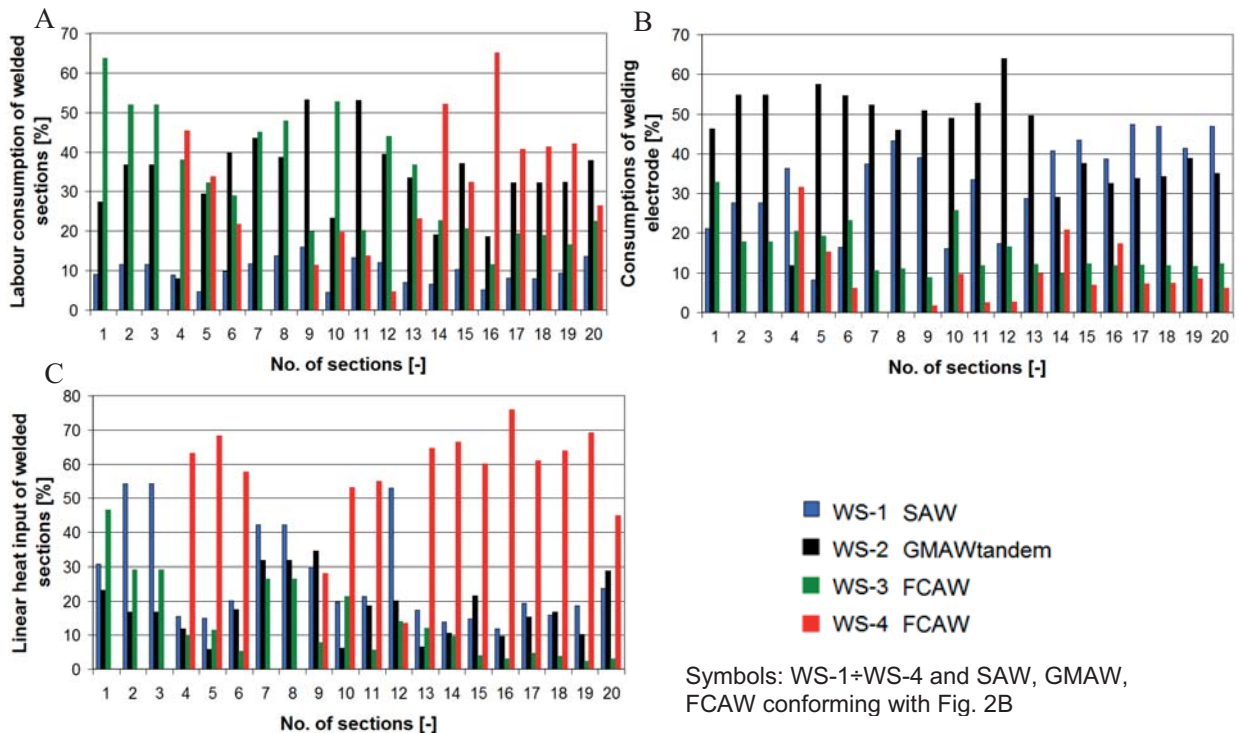 A
Labour consumption of welded
sections [%]
70
60
50
40
30
20
10
0
1 2 3 4 5 6 7 8 9 10 11 12 13 14 15 16 17 18 19 20
No. of sections [-]
B
Consumptions of welding
electrode [%]
70
60
50
40
30
20
10
0
1 2 3 4 5 6 7 8 9 10 11 12 13 14 15 16 17 18 19 20
No. of sections [-]
C
Linear heat input of welded
sections [%]
80
70
60
50
40
30
20
10
0
1 2 3 4 5 6 7 8 9 10 11 12 13 14 15 16 17 18 19 20
No. of sections [-]
WS-1 SAW
WS-2 GMAWtandem
WS-3 FCAW
WS-4 FCAW
Symbols: WS-1÷WS-4 and SAW, GMAW,
FCAW conforming with Fig. 2B